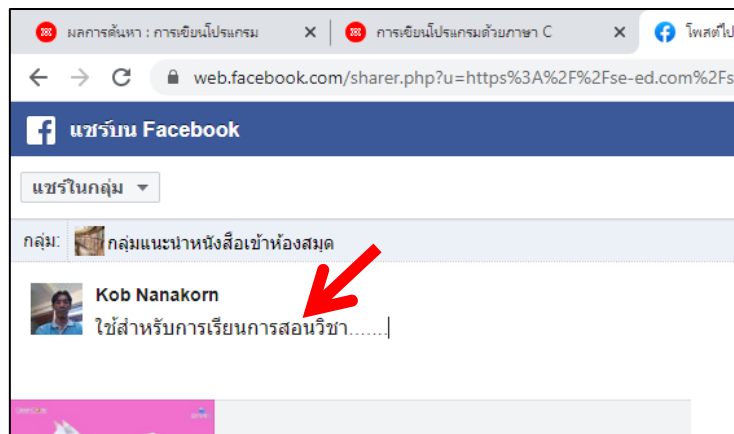 ผลการค้นหา : การเขียนโปรแกรม
การเขียนโปรแกรมด้วยภาษา C
โพสต์ไป
web.facebook.com/sharer.php?u=https%3A%2F%2Fse-ed.com%2Fs
แชร์บน Facebook
แชร์ในกลุ่ม
กลุ่ม: กลุ่มแนะนำหนังสือเข้าห้องสมุด
Kob Nanakorn
ใช้สำหรับการเรียนการสอนวิชา.......